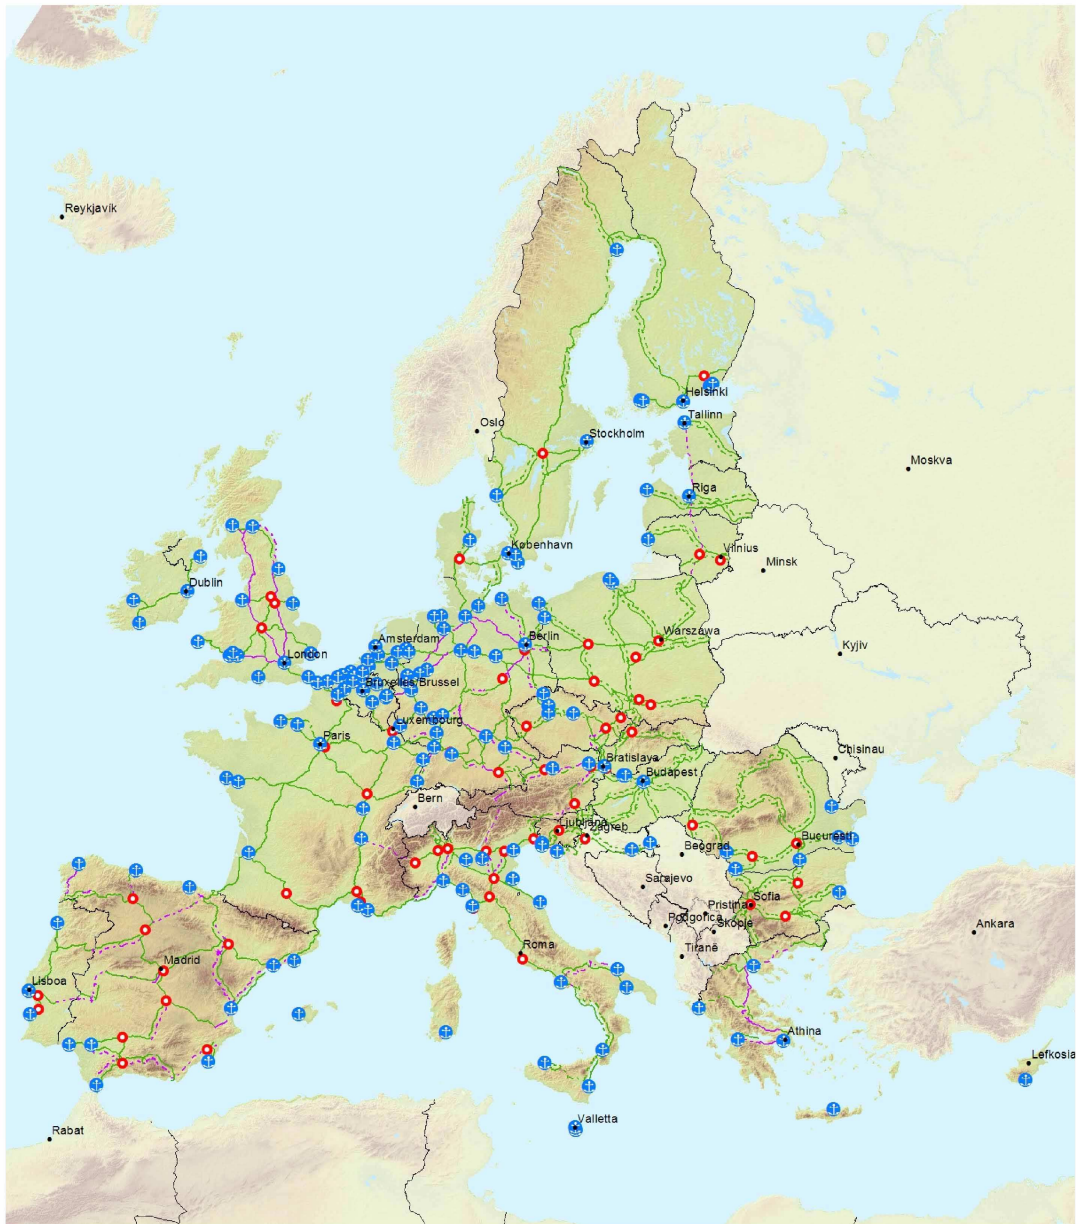 Reykjavík
Helsinki
Tallinn
Oslo
Stockholm
Moskva
Riga
København
Vilnius
Minsk
Dublin
Warszawa
Amsterdam
Berlin
Kyjiv
London
Bruxelles/Brussel
Luxembourg
Paris
Chisinau
Bratislava
Budapest
Bern
Ljubljana
Zagreb
Bucuresti
Beograd
Sarajevo
Sofia
Pristina
Podgorica
Skopje
Ankara
Roma
Tiranë
Madrid
Lisboa
Athina
Lefkosia
Valletta
Rabat